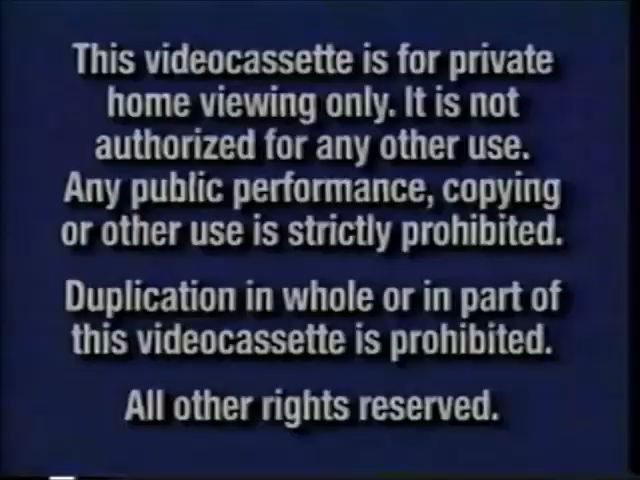 This videocassette is for private
home viewing only. It is not
authorized for any other use.
Any public performance, copying
or other use is strictly prohibited.
Duplication in whole or in part of
this videocassette is prohibited.
All other rights reserved.